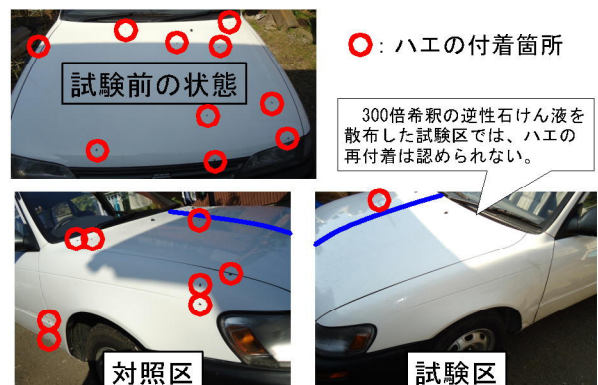 ○：ハエの付着箇所
試験前の状態
300倍希釈の逆性石けん液を
散布した試験区では、ハエの
再付着は認められない。
対照区
試験区